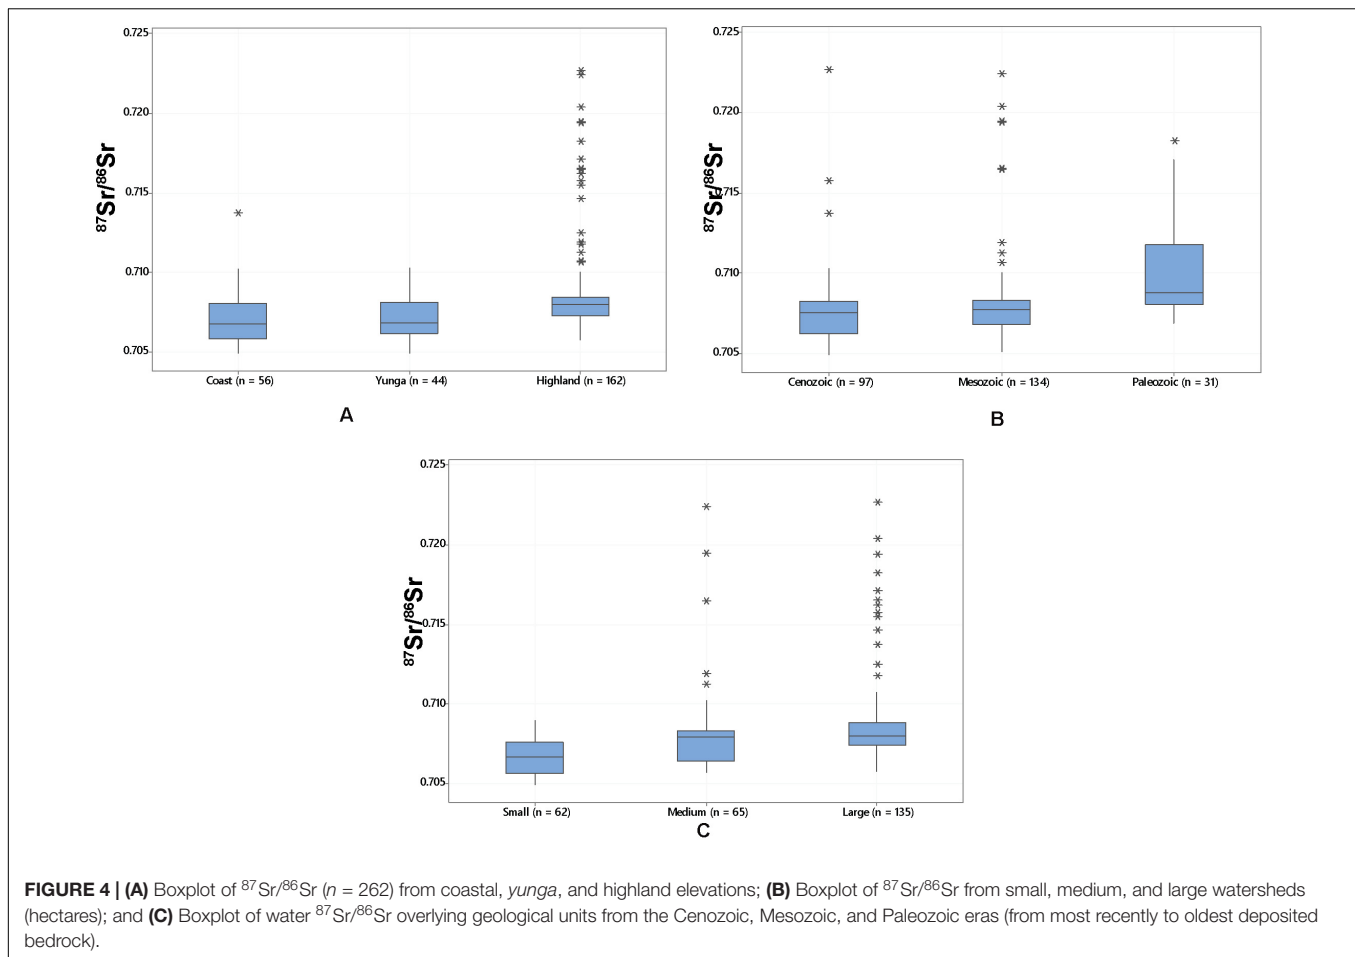 0.725
0.720
0.715
0.710
0.705
⁸⁷Sr/⁸⁶Sr
Coast (n = 56) Yunga (n = 44) Highland (n = 162)
A
0.725
0.720
0.715
0.710
0.705
⁸⁷Sr/⁸⁶Sr
Cenozoic (n = 97) Mesozoic (n = 134) Paleozoic (n = 31)
B
0.725
0.720
0.715
0.710
0.705
⁸⁷Sr/⁸⁶Sr
Small (n = 62) Medium (n = 65) Large (n = 135)
C
FIGURE 4 | (A) Boxplot of ⁸⁷Sr/⁸⁶Sr (n = 262) from coastal, yunga, and highland elevations; (B) Boxplot of ⁸⁷Sr/⁸⁶Sr from small, medium, and large watersheds
(hectares); and (C) Boxplot of water ⁸⁷Sr/⁸⁶Sr overlying geological units from the Cenozoic, Mesozoic, and Paleozoic eras (from most recently to oldest deposited
bedrock).